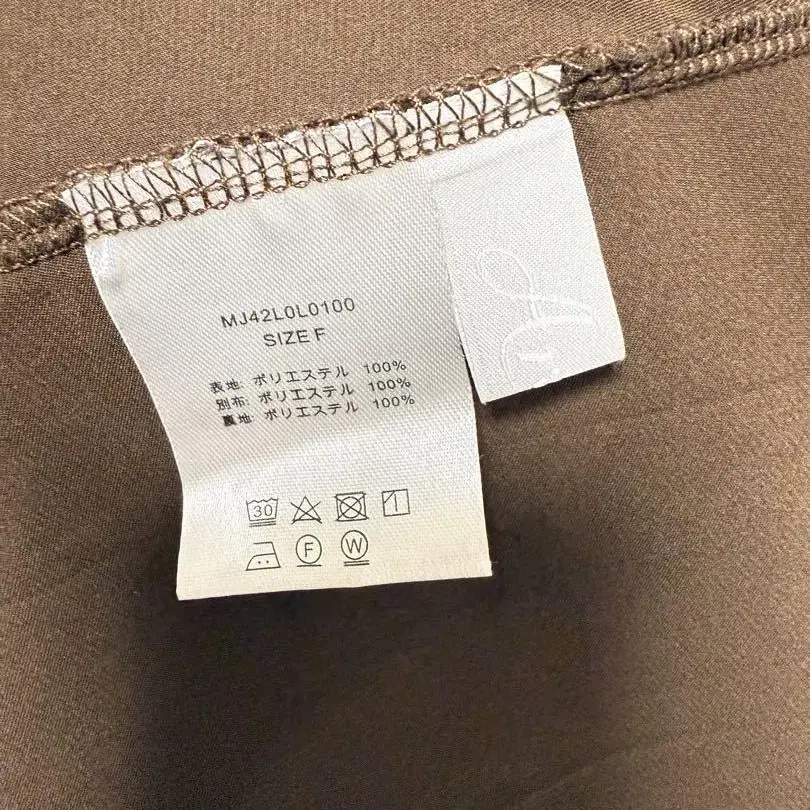 MJ42L0L0100
SIZE F
表地: ポリエステル 100%
別布: ポリエステル 100%
裏地: ポリエステル 100%
30
F
W